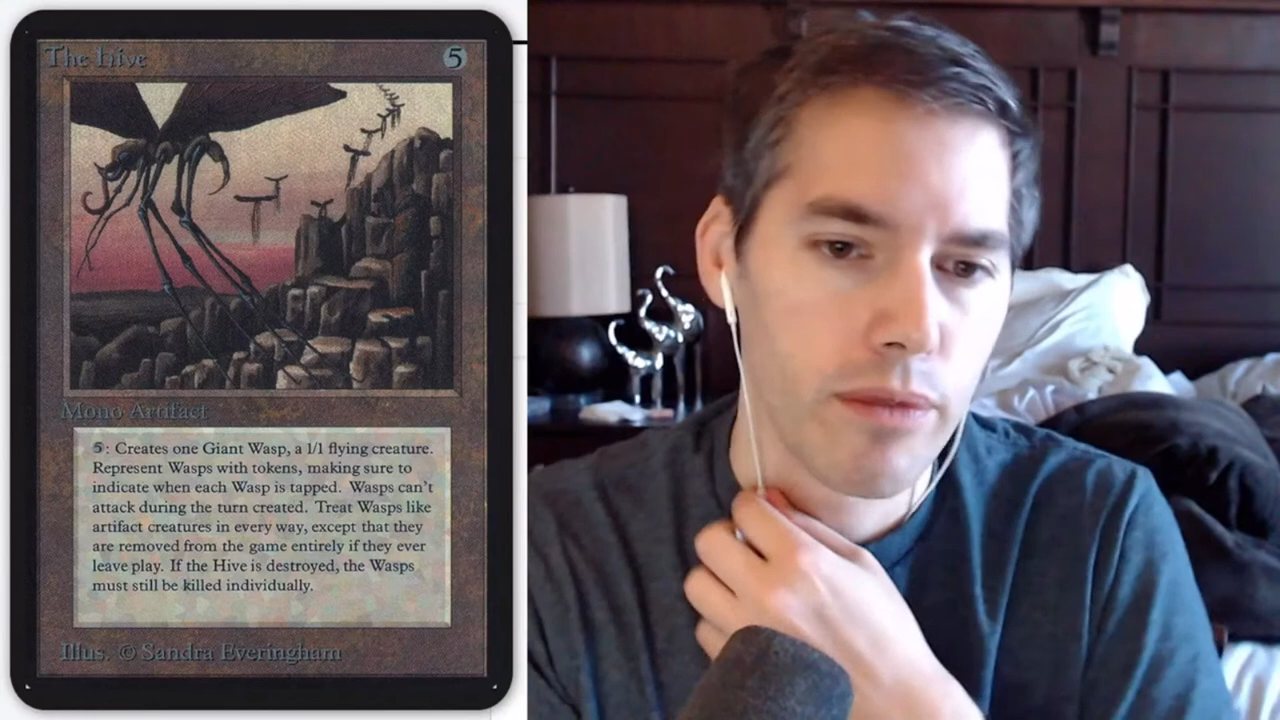 The Hive
5
Mono Artifact
5: Creates one Giant Wasp, a 1/1 flying creature.
Represent Wasps with tokens, making sure to
indicate when each Wasp is tapped. Wasps can't
attack during the turn created. Treat Wasps like
artifact creatures in every way, except that they
are removed from the game entirely if they ever
leave play. If the Hive is destroyed, the Wasps
must still be killed individually.
Illus. © Sandra Everingham